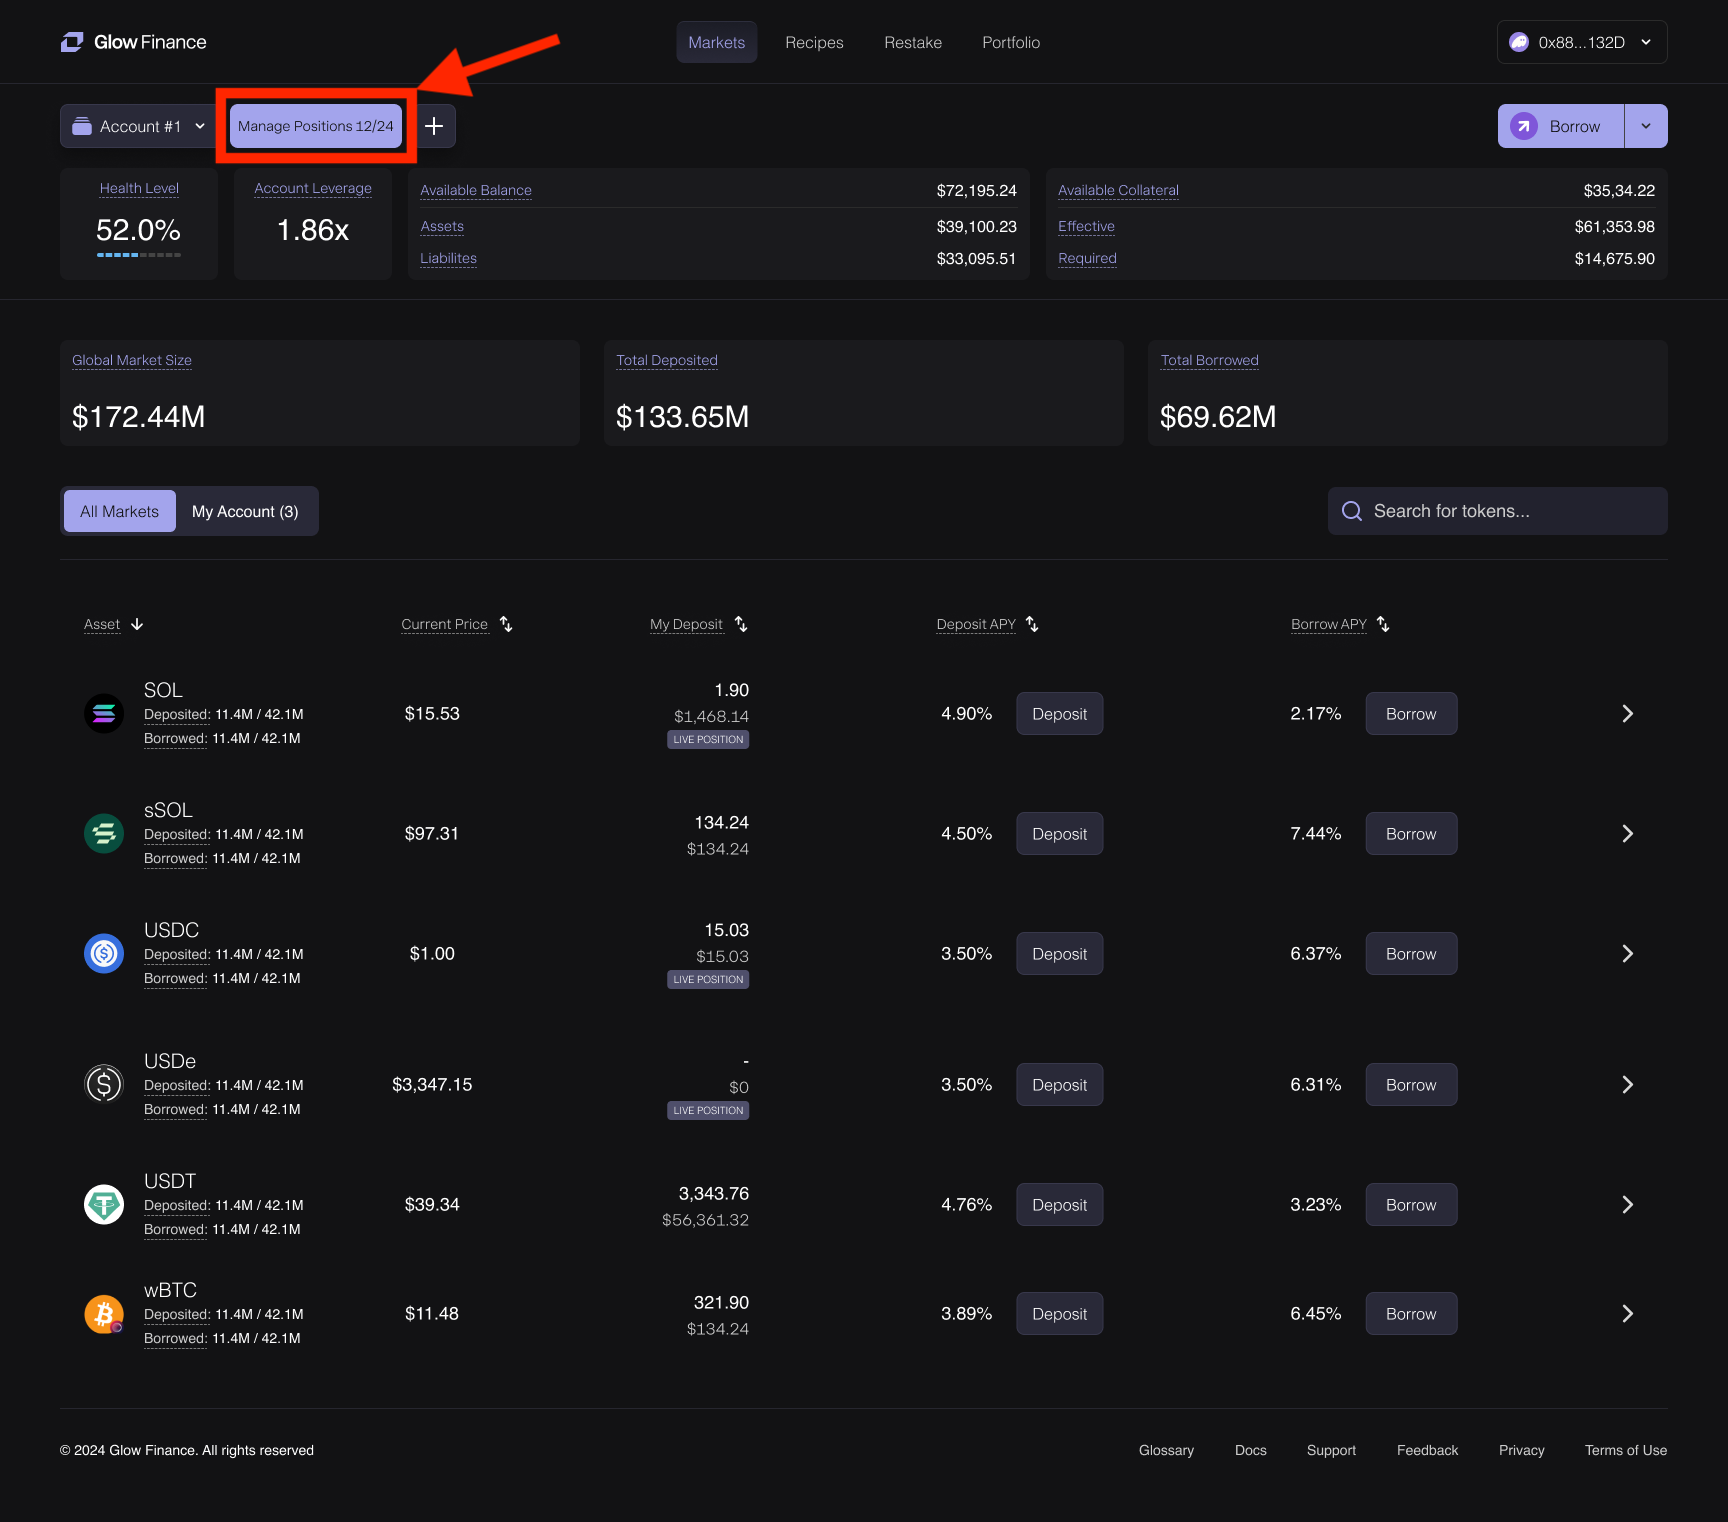 Glow Finance
Markets
Recipes
Restake
Portfolio
0x88...132D
Account #1
Manage Positions 12/24
Borrow
Health Level
52.0%
Account Leverage
1.86x
Available Balance
$72,195.24
Assets
$39,100.23
Liabilites
$33,095.51
Available Collateral
$35,34.22
Effective
$61,353.98
Required
$14,675.90
Global Market Size
$172.44M
Total Deposited
$133.65M
Total Borrowed
$69.62M
All Markets
My Account (3)
Search for tokens...
Asset
Current Price
My Deposit
Deposit APY
Borrow APY
SOL
Deposited: 11.4M / 42.1M
Borrowed: 11.4M / 42.1M
$15.53
1.90
$1,468.14
LIVE POSITION
4.90%
Deposit
2.17%
Borrow
sSOL
Deposited: 11.4M / 42.1M
Borrowed: 11.4M / 42.1M
$97.31
134.24
$134.24
4.50%
Deposit
7.44%
Borrow
USDC
Deposited: 11.4M / 42.1M
Borrowed: 11.4M / 42.1M
$1.00
15.03
$15.03
LIVE POSITION
3.50%
Deposit
6.37%
Borrow
USDe
Deposited: 11.4M / 42.1M
Borrowed: 11.4M / 42.1M
$3,347.15
-
$0
LIVE POSITION
3.50%
Deposit
6.31%
Borrow
USDT
Deposited: 11.4M / 42.1M
Borrowed: 11.4M / 42.1M
$39.34
3,343.76
$56,361.32
4.76%
Deposit
3.23%
Borrow
wBTC
Deposited: 11.4M / 42.1M
Borrowed: 11.4M / 42.1M
$11.48
321.90
$134.24
3.89%
Deposit
6.45%
Borrow
© 2024 Glow Finance. All rights reserved
Glossary
Docs
Support
Feedback
Privacy
Terms of Use